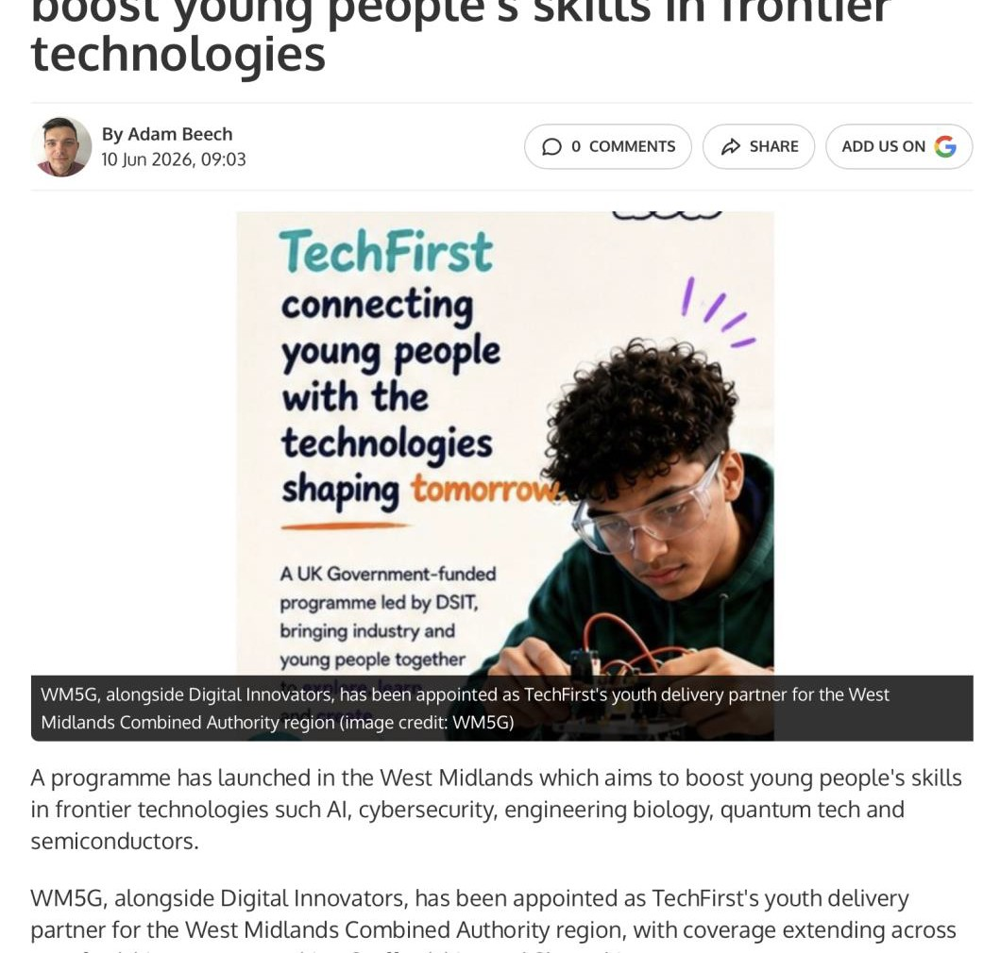 boost young people's skills in frontier
technologies
By Adam Beech
10 Jun 2026, 09:03
0 COMMENTS
SHARE
ADD US ON
TechFirst
connecting
young people
with the
technologies
shaping tomorrow.
A UK Government-funded
programme led by DSIT,
bringing industry and
young people together
to explore, learn
and create
WM5G, alongside Digital Innovators, has been appointed as TechFirst's youth delivery partner for the West
Midlands Combined Authority region (image credit: WM5G)
A programme has launched in the West Midlands which aims to boost young people's skills
in frontier technologies such AI, cybersecurity, engineering biology, quantum tech and
semiconductors.
WM5G, alongside Digital Innovators, has been appointed as TechFirst's youth delivery
partner for the West Midlands Combined Authority region, with coverage extending across